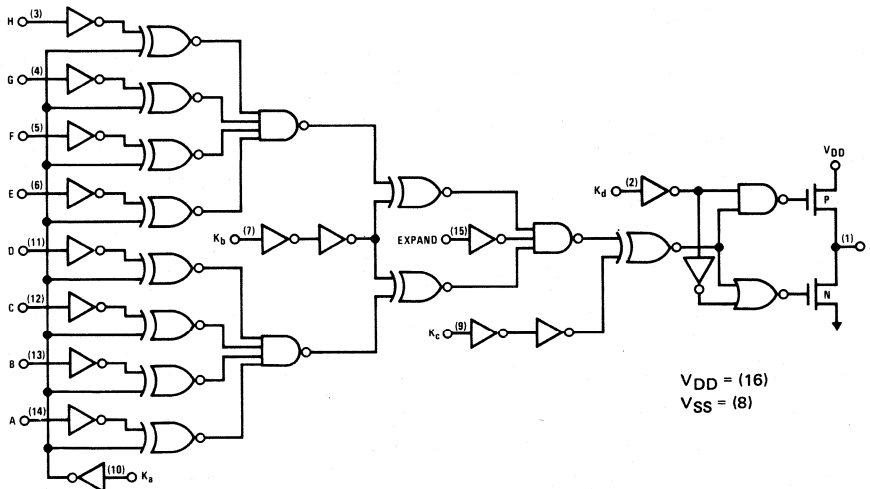 H (3)
G (4)
F (5)
E (6)
D (11)
C (12)
B (13)
A (14)
(10) Ka
Kb (7)
EXPAND (15)
Kc (9)
Kd (2)
VDD
P
(1)
N
VDD = (16)
VSS = (8)